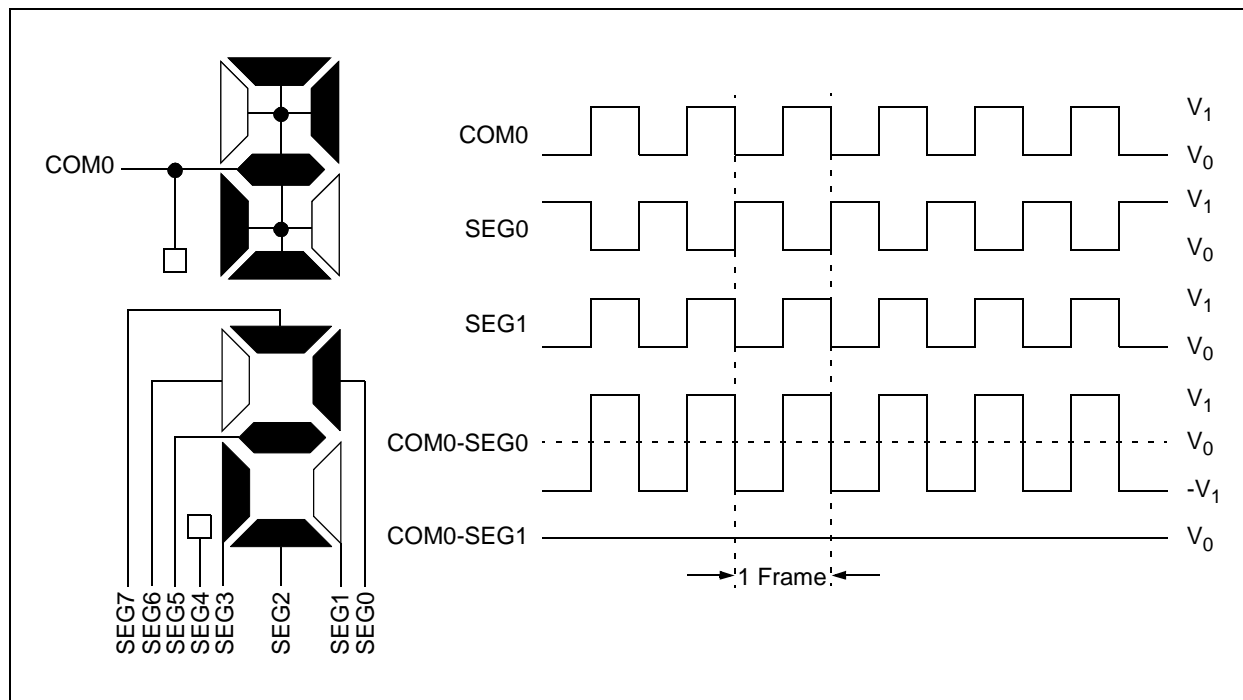 COM0
SEG7
SEG6
SEG5
SEG4
SEG3
SEG2
SEG1
SEG0
COM0
V1
V0
SEG0
V1
V0
SEG1
V1
V0
COM0-SEG0
V1
V0
-V1
COM0-SEG1
V0
1 Frame